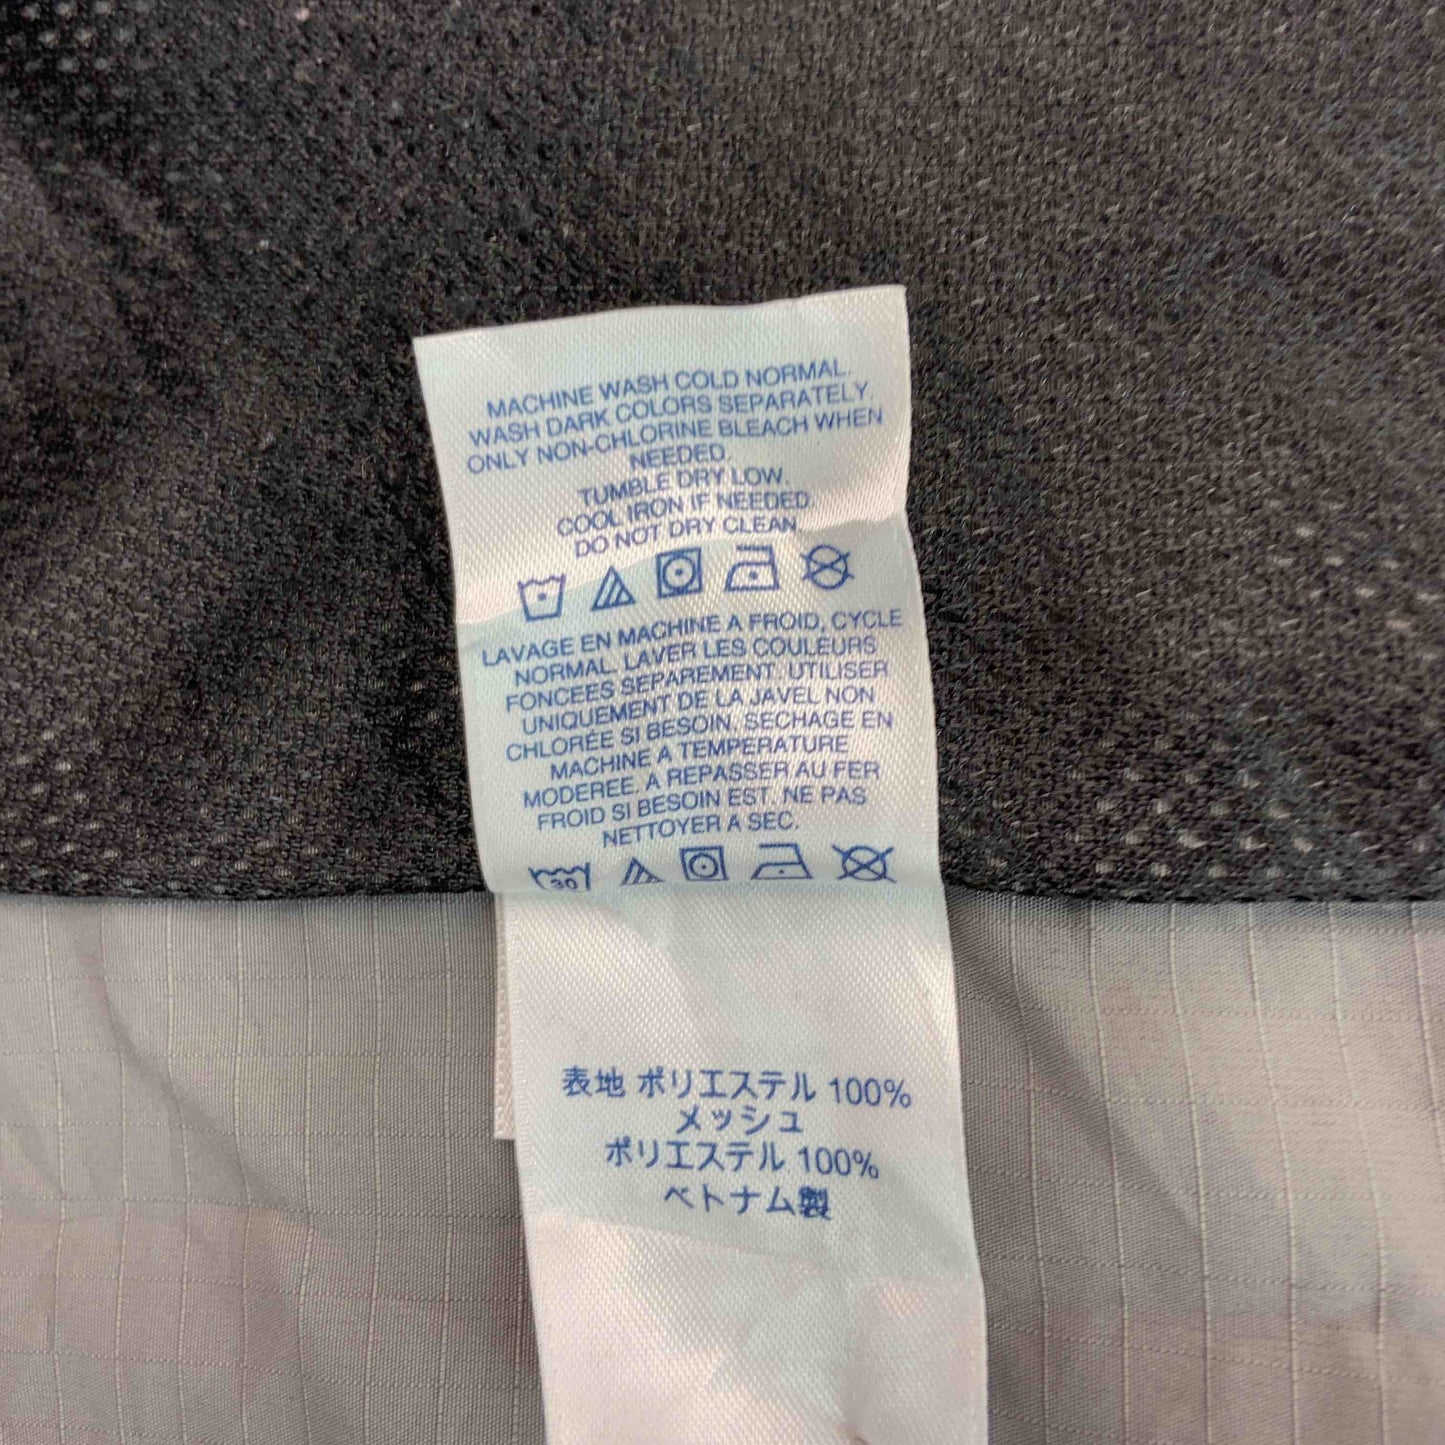 MACHINE WASH COLD NORMAL.
WASH DARK COLORS SEPARATELY.
ONLY NON-CHLORINE BLEACH WHEN
NEEDED.
TUMBLE DRY LOW.
COOL IRON IF NEEDED.
DO NOT DRY CLEAN
LAVAGE EN MACHINE A FROID, CYCLE
NORMAL. LAVER LES COULEURS
FONCEES SEPAREMENT. UTILISER
UNIQUEMENT DE LA JAVEL NON
CHLORÉE SI BESOIN. SECHAGE EN
MACHINE A TEMPERATURE
MODEREE. A REPASSER AU FER
FROID SI BESOIN EST. NE PAS
NETTOYER A SEC.
30
表地 ポリエステル 100%
メッシュ
ポリエステル 100%
ベトナム製